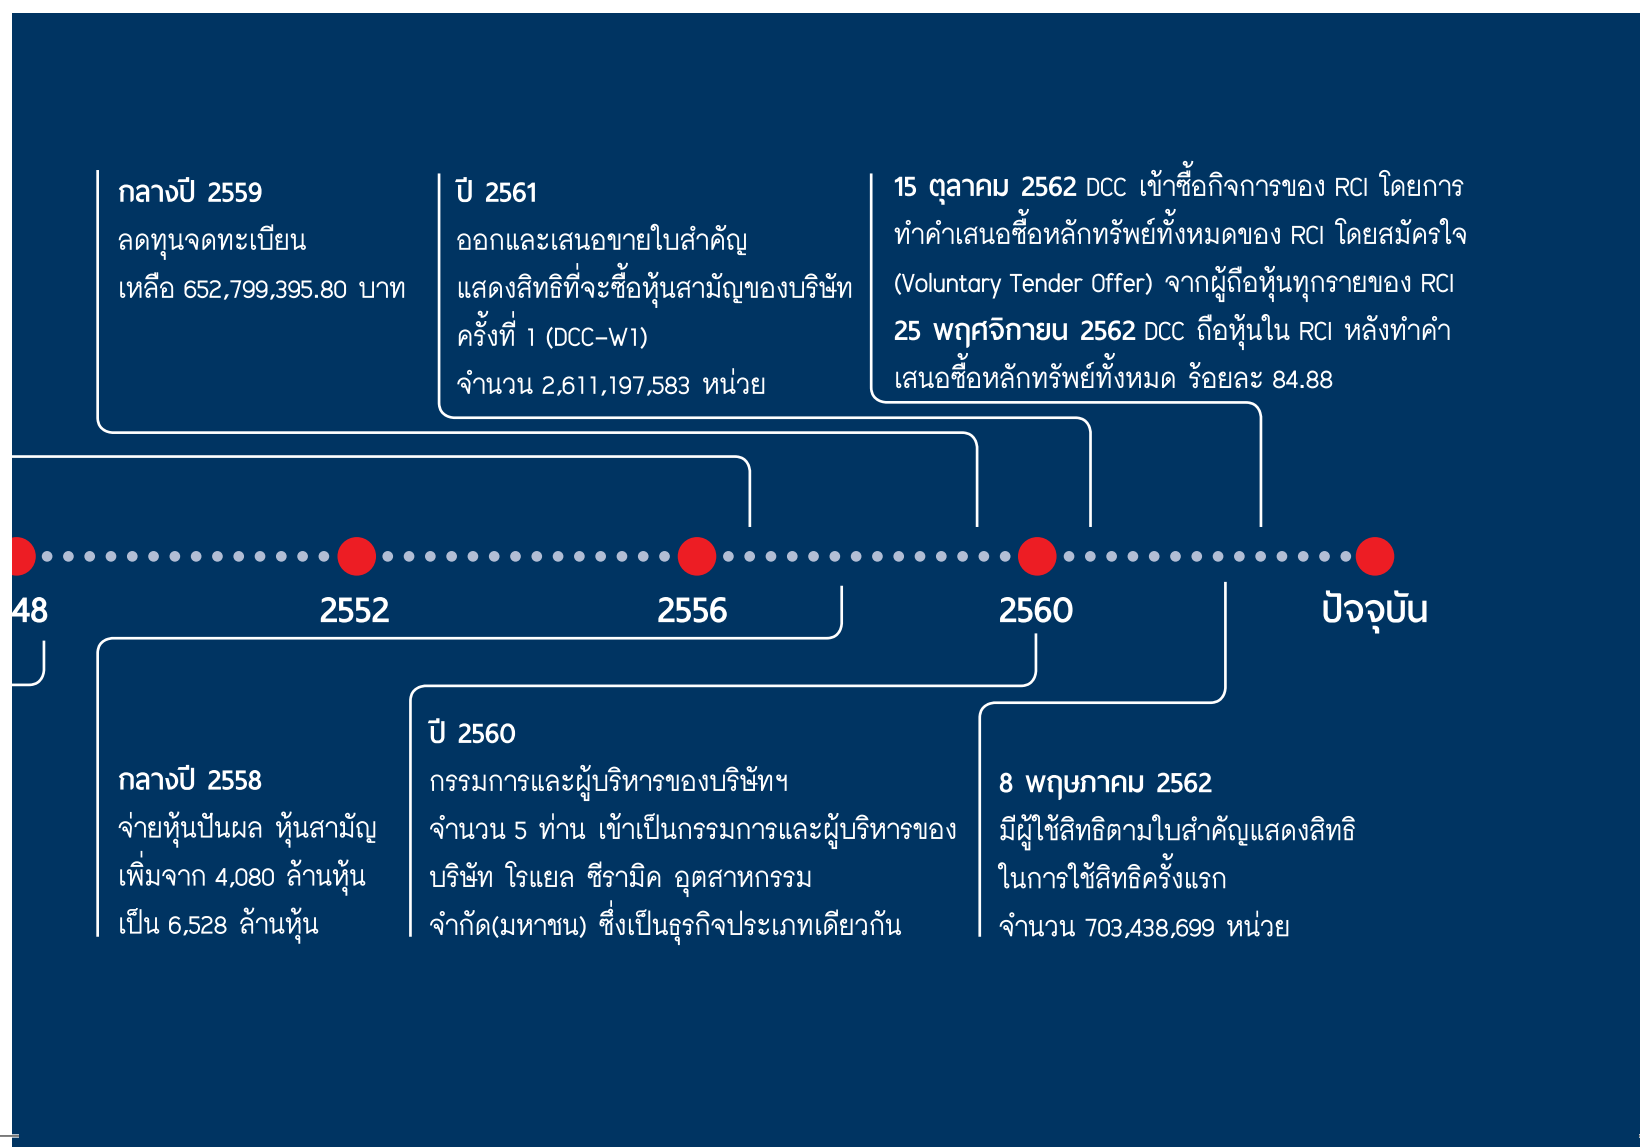 กลางปี 2559
ลดทุนจดทะเบียน
เหลือ 652,799,395.80 บาท
ปี 2561
ออกและเสนอขายใบสำคัญ
แสดงสิทธิที่จะซื้อหุ้นสามัญของบริษัท
ครั้งที่ 1 (DCC-W1)
จำนวน 2,611,197,583 หน่วย
15 ตุลาคม 2562 DCC เข้าซื้อกิจการของ RCI โดยการ
ทำคำเสนอซื้อหลักทรัพย์ทั้งหมดของ RCI โดยสมัครใจ
(Voluntary Tender Offer) จากผู้ถือหุ้นทุกรายของ RCI
25 พฤศจิกายน 2562 DCC ถือหุ้นใน RCI หลังทำคำ
เสนอซื้อหลักทรัพย์ทั้งหมด ร้อยละ 84.88
48 2552 2556 2560 ปัจจุบัน
กลางปี 2558
จ่ายหุ้นปันผล หุ้นสามัญ
เพิ่มจาก 4,080 ล้านหุ้น
เป็น 6,528 ล้านหุ้น
ปี 2560
กรรมการและผู้บริหารของบริษัทฯ
จำนวน 5 ท่าน เข้าเป็นกรรมการและผู้บริหารของ
บริษัท โรแยล ซีรามิค อุตสาหกรรม
จำกัด(มหาชน) ซึ่งเป็นธุรกิจประเภทเดียวกัน
8 พฤษภาคม 2562
มีผู้ใช้สิทธิตามใบสำคัญแสดงสิทธิ
ในการใช้สิทธิครั้งแรก
จำนวน 703,438,699 หน่วย